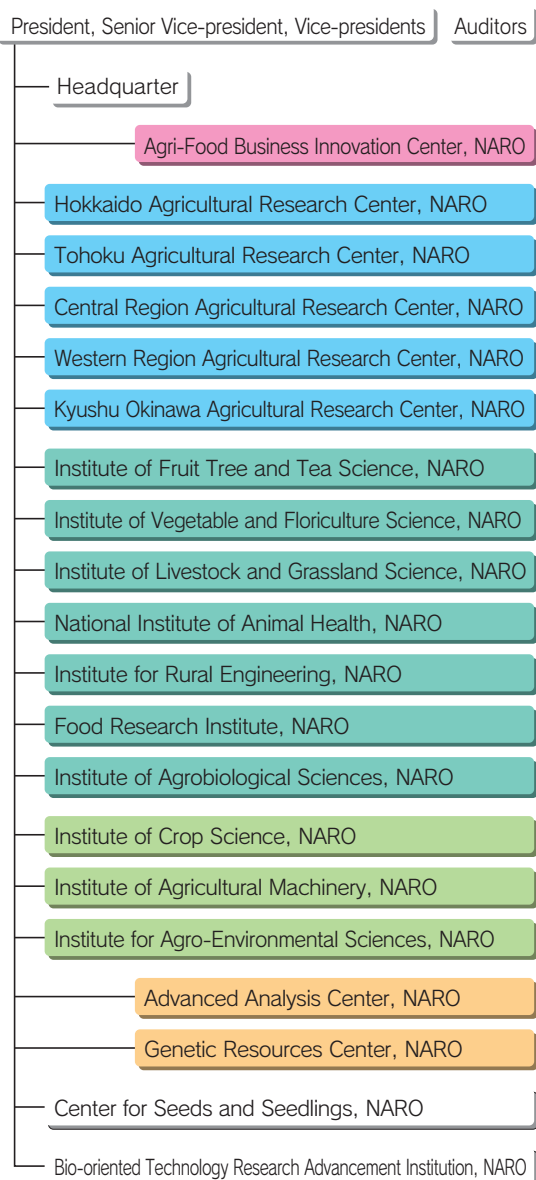 President, Senior Vice-president, Vice-presidents
Auditors
Headquarter
Agri-Food Business Innovation Center, NARO
Hokkaido Agricultural Research Center, NARO
Tohoku Agricultural Research Center, NARO
Central Region Agricultural Research Center, NARO
Western Region Agricultural Research Center, NARO
Kyushu Okinawa Agricultural Research Center, NARO
Institute of Fruit Tree and Tea Science, NARO
Institute of Vegetable and Floriculture Science, NARO
Institute of Livestock and Grassland Science, NARO
National Institute of Animal Health, NARO
Institute for Rural Engineering, NARO
Food Research Institute, NARO
Institute of Agrobiological Sciences, NARO
Institute of Crop Science, NARO
Institute of Agricultural Machinery, NARO
Institute for Agro-Environmental Sciences, NARO
Advanced Analysis Center, NARO
Genetic Resources Center, NARO
Center for Seeds and Seedlings, NARO
Bio-oriented Technology Research Advancement Institution, NARO